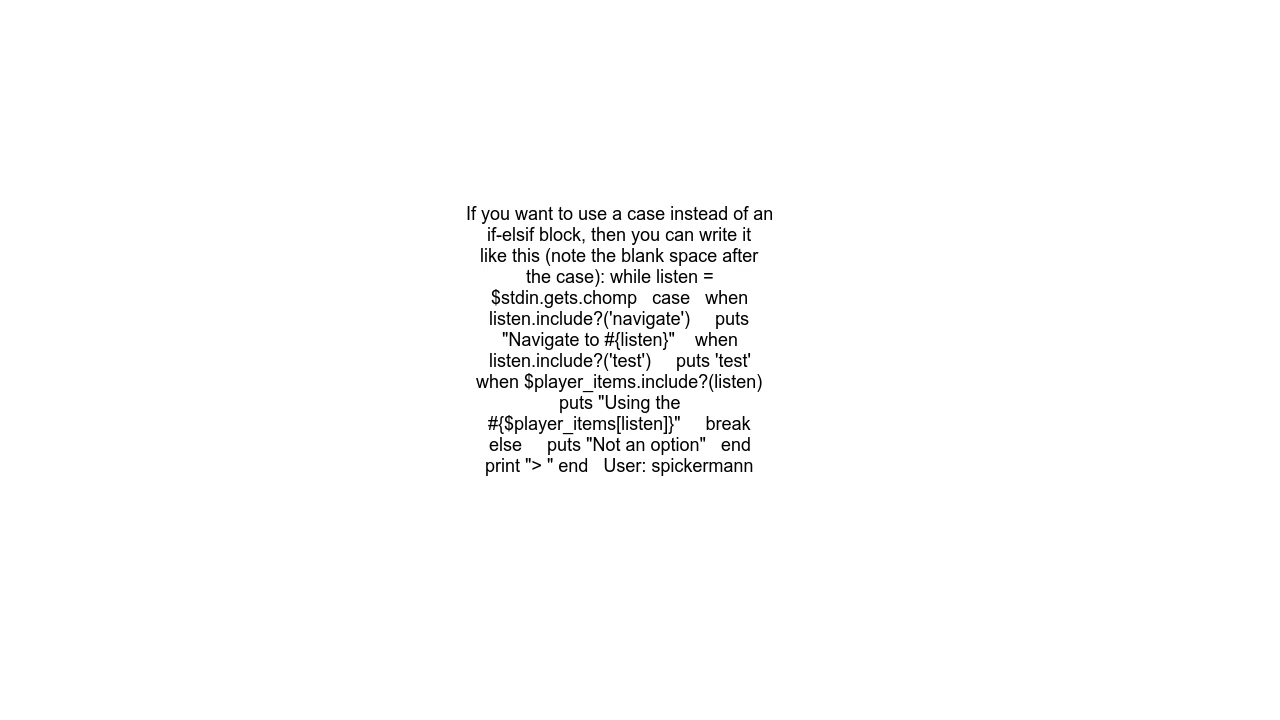 If you want to use a case instead of an
if-elsif block, then you can write it
like this (note the blank space after
the case): while listen =
$stdin.gets.chomp   case   when
listen.include?('navigate')     puts
"Navigate to #{listen}"    when
listen.include?('test')     puts 'test'
when $player_items.include?(listen)
puts "Using the
#{$player_items[listen]}"     break
else     puts "Not an option"   end
print "> " end   User: spickermann